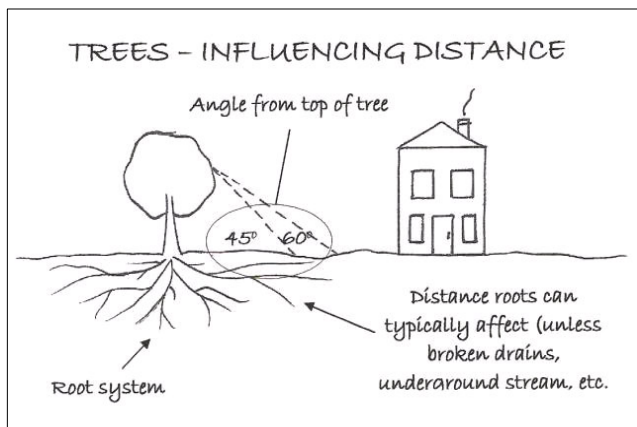 TREES – INFLUENCING DISTANCE
Angle from top of tree
45° 60°
Distance roots can
typically affect (unless
broken drains,
underground stream, etc.
Root system